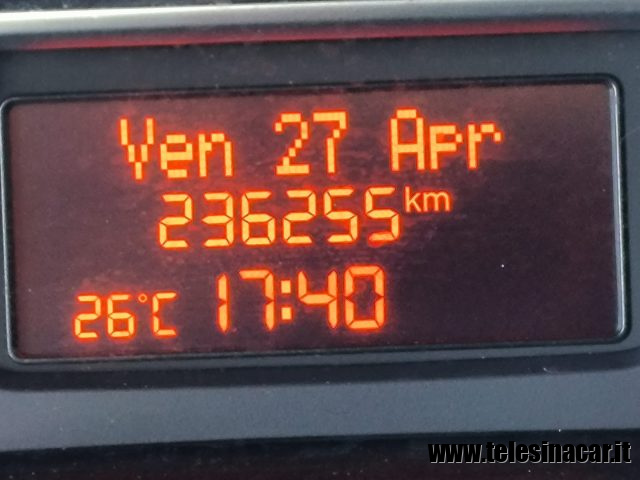 Ven 27 Apr
236255 km
26°C 17:40
www.telesinacar.it